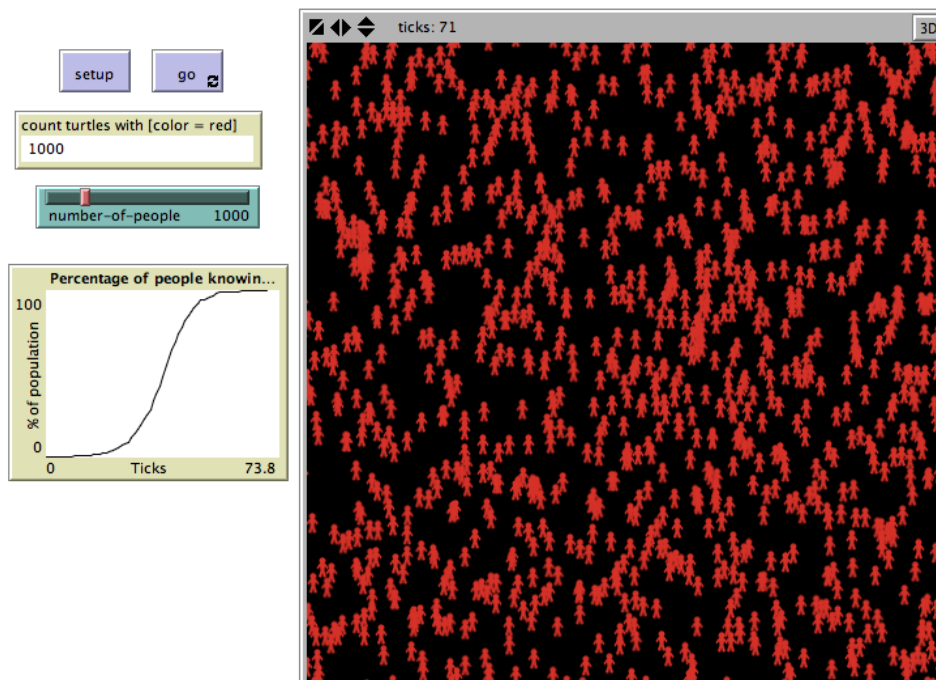 ticks: 71
3D
setup
go
count turtles with [color = red]
1000
number-of-people 1000
Percentage of people knowin...
100
% of population
0
0 Ticks 73.8